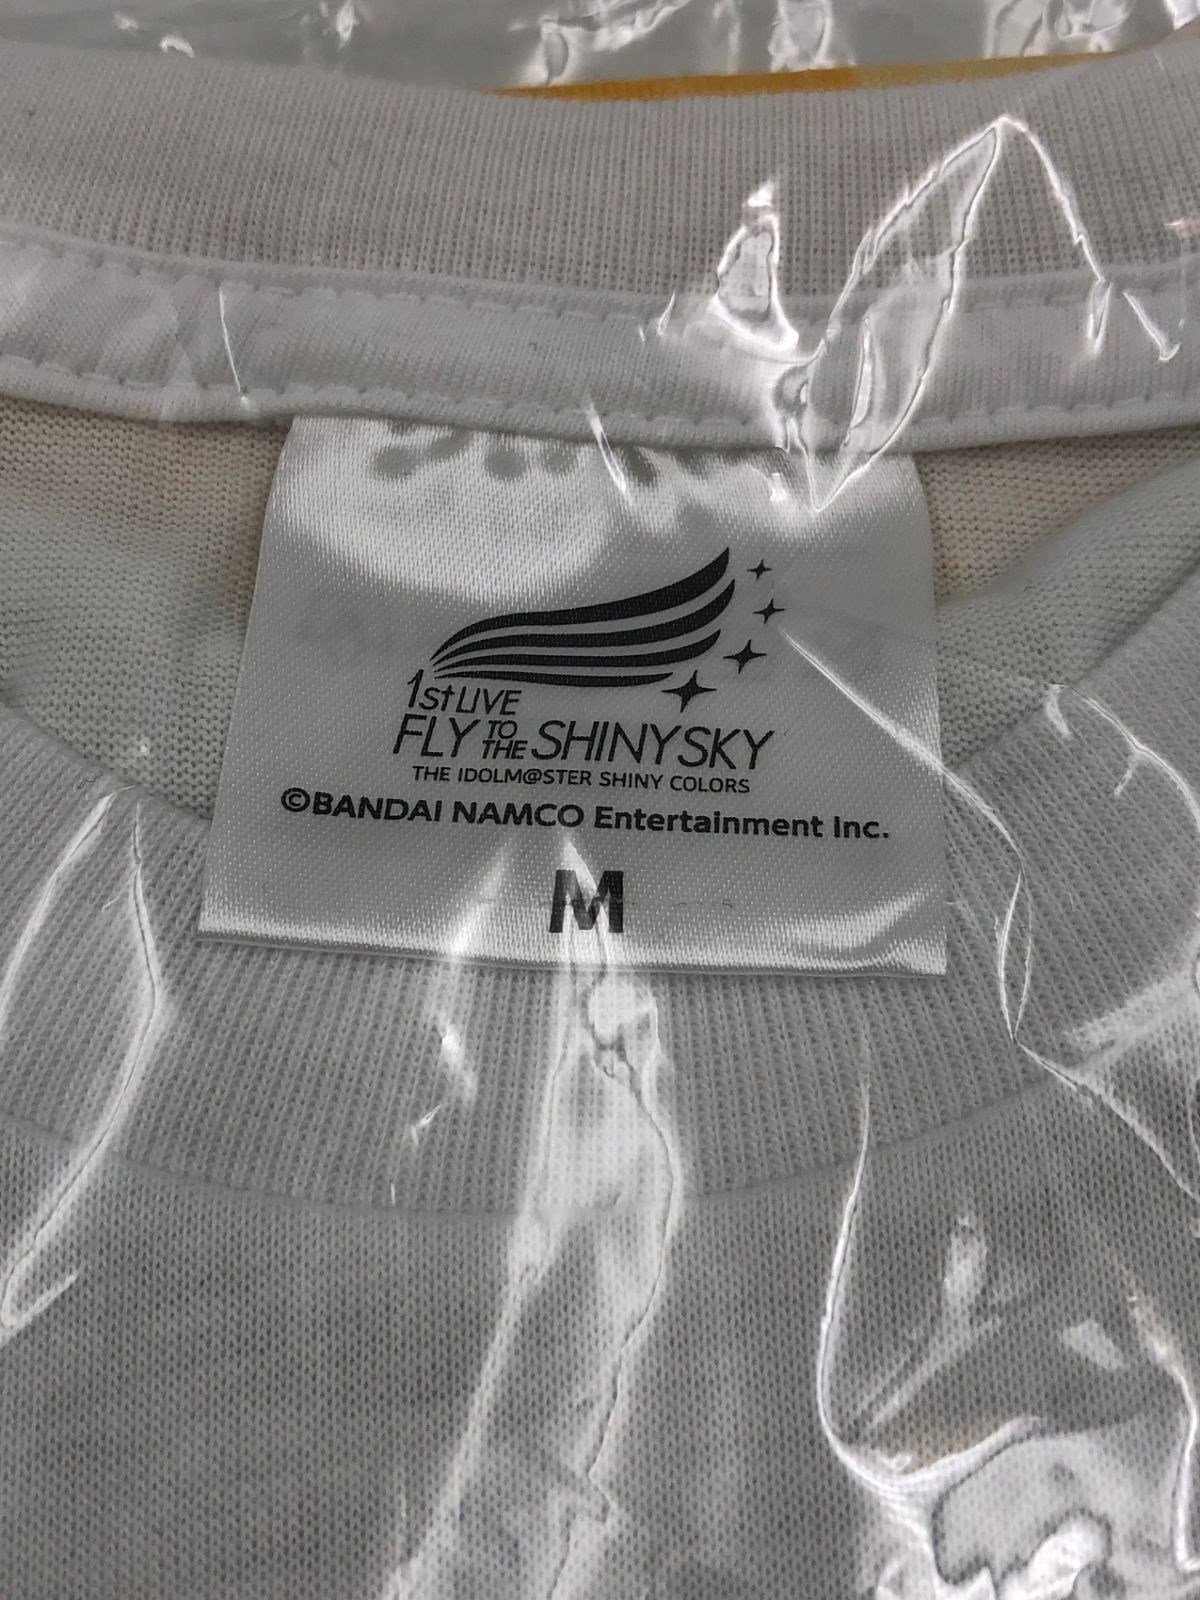 1st LIVE
FLY TO THE SHINY SKY
THE IDOLM@STER SHINY COLORS
©BANDAI NAMCO Entertainment Inc.
M